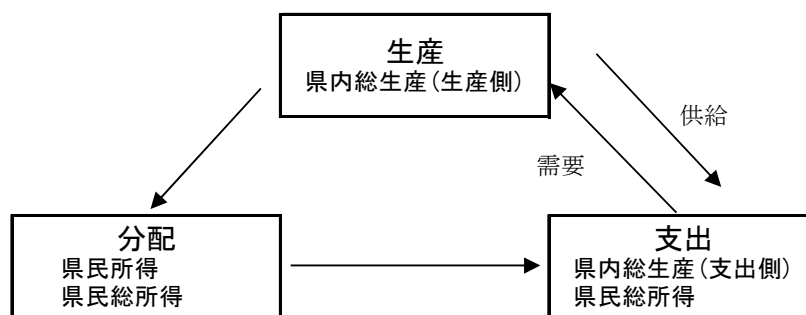 生産
県内総生産(生産側)
供給
需要
分配
県民所得
県民総所得
支出
県内総生産(支出側)
県民総所得